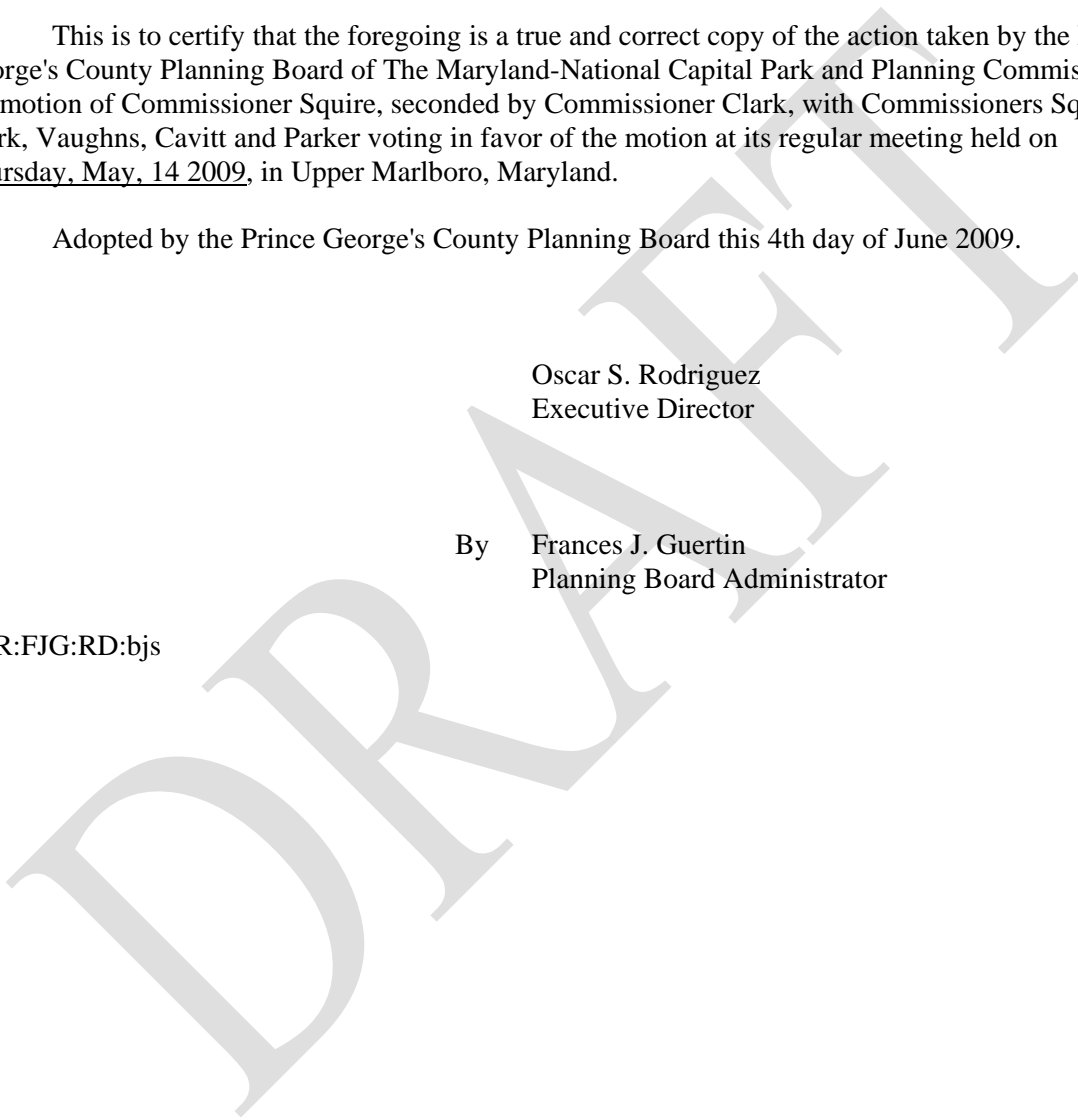 This is to certify that the foregoing is a true and correct copy of the action taken by the
orge's County Planning Board of The Maryland-National Capital Park and Planning Commis
motion of Commissioner Squire, seconded by Commissioner Clark, with Commissioners Sq
rk, Vaughns, Cavitt and Parker voting in favor of the motion at its regular meeting held on
ursday, May, 14 2009, in Upper Marlboro, Maryland.
Adopted by the Prince George's County Planning Board this 4th day of June 2009.
Oscar S. Rodriguez
Executive Director
By Frances J. Guertin
Planning Board Administrator
R:FJG:RD:bjs
DRAFT